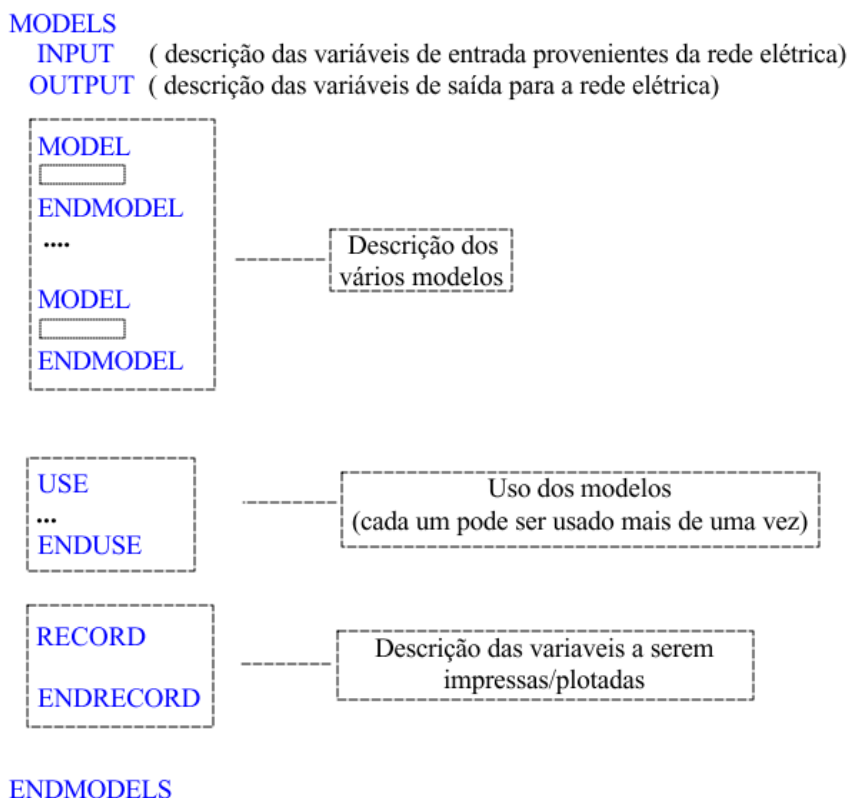 MODELS
INPUT ( descrição das variáveis de entrada provenientes da rede elétrica)
OUTPUT ( descrição das variáveis de saída para a rede elétrica)
MODEL
ENDMODEL
....
MODEL
ENDMODEL
Descrição dos
vários modelos
USE
...
ENDUSE
Uso dos modelos
(cada um pode ser usado mais de uma vez)
RECORD
ENDRECORD
Descrição das variaveis a serem
impressas/plotadas
ENDMODELS